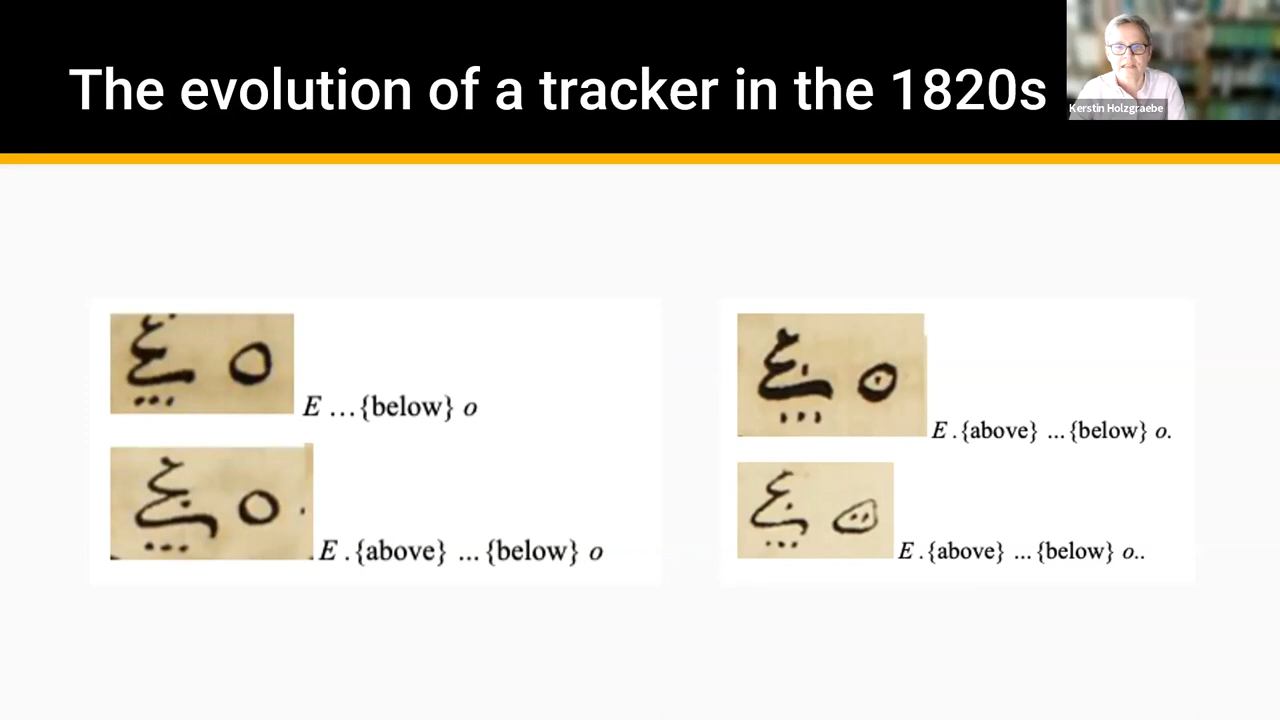 The evolution of a tracker in the 1820s
Kerstin Holzgraebe
E …{below} o
E .{above} …{below} o
E .{above} …{below} o.
E .{above} …{below} o..